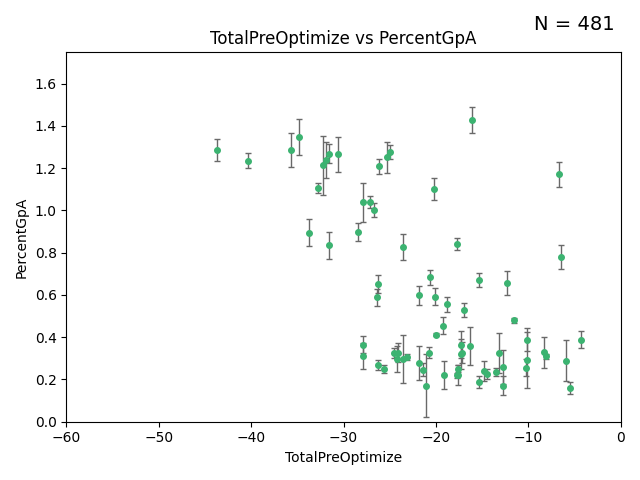 N = 481
TotalPreOptimize vs PercentGpA
PercentGpA
1.6
1.4
1.2
1.0
0.8
0.6
0.4
0.2
0.0
−60 −50 −40 −30 −20 −10 0
TotalPreOptimize